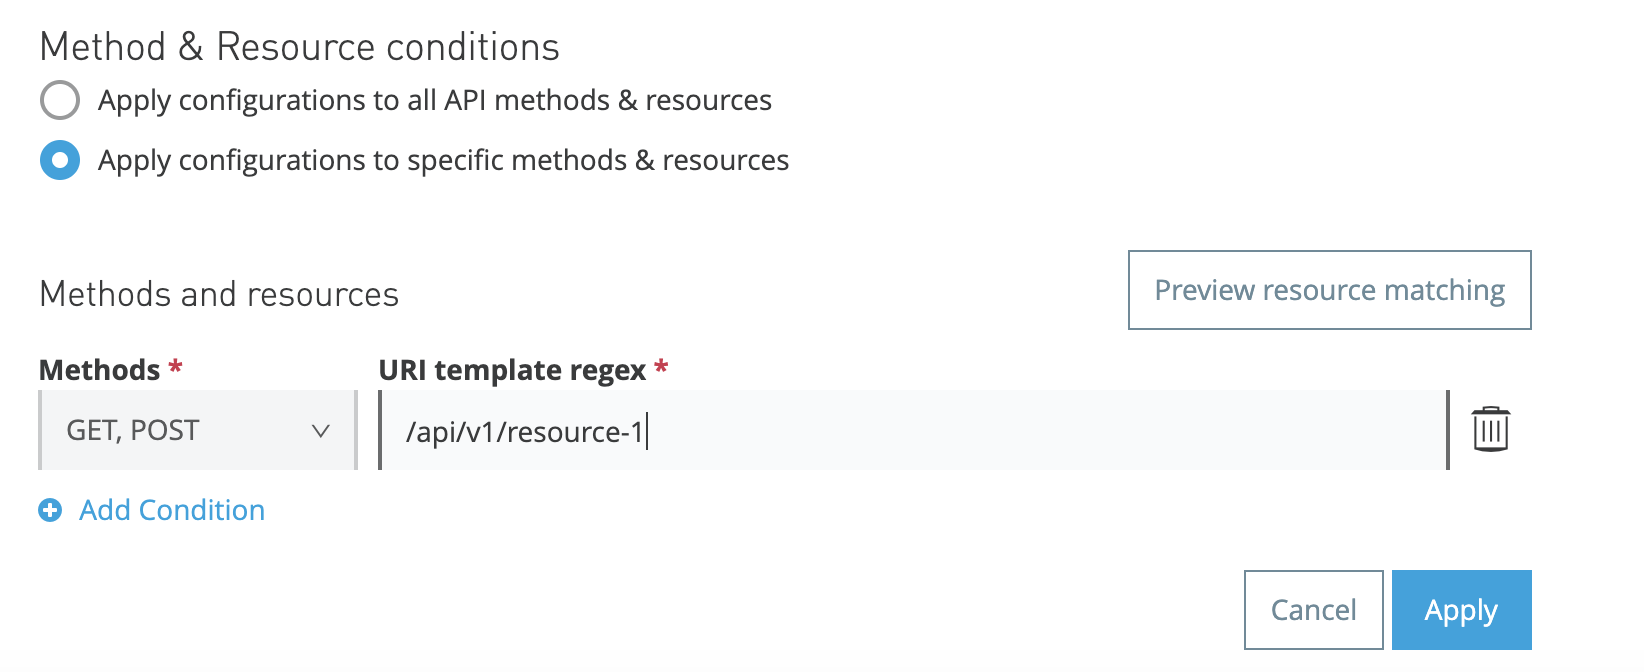 Method & Resource conditions
Apply configurations to all API methods & resources
Apply configurations to specific methods & resources
Methods and resources
Preview resource matching
Methods *
URI template regex *
GET, POST
/api/v1/resource-1
Add Condition
Cancel
Apply